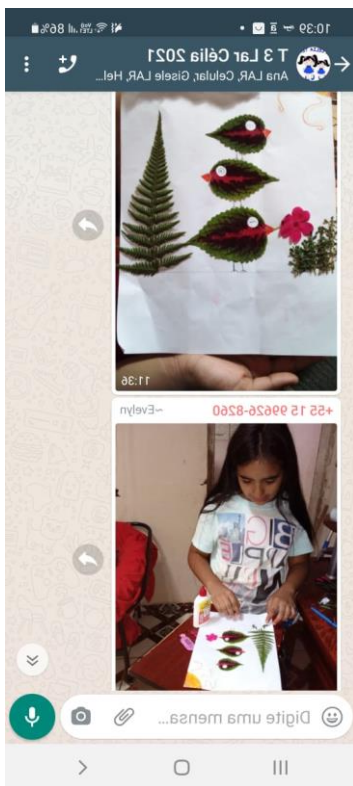 10:39
86%
T 3 Lar Célia 2021
Ana LAR, Celular, Gisele LAR, Hel...
11:36
+55 15 99626-8260 ~Evelyn
BIG
Digite uma mensa...